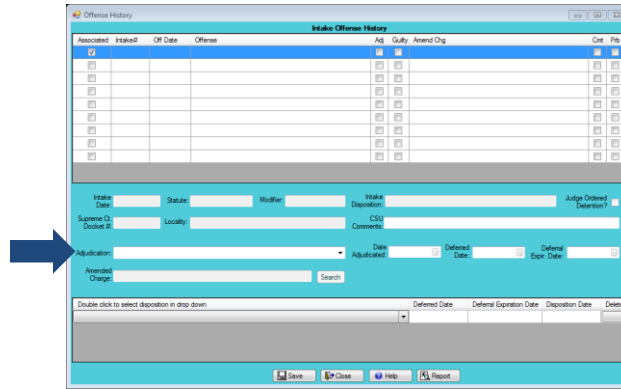 Offense History
Intake Offense History
Associated Intake# Off Date Offense Adj Guilty Amend Chg Cmt Prb
Intake Date: Statute: Modifier: Intake Disposition: Judge Ordered Detention?
Supreme Ct. Docket #: Locality: CSU Comments:
Adjudication: Date Adjudicated: Deferred Date: Deferral Expir. Date:
Amended Charge: Search
Double click to select disposition in drop down Deferred Date Deferral Expiration Date Disposition Date Delete
Save Close Help Report